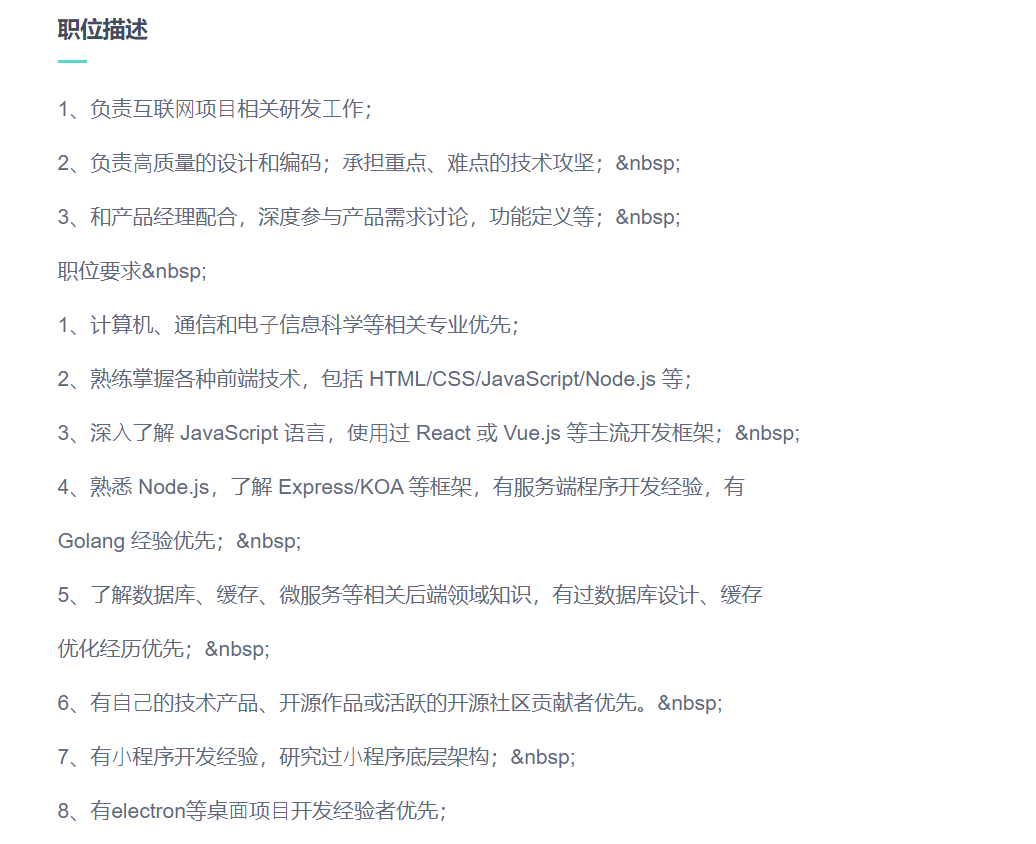 职位描述
1、负责互联网项目相关研发工作；
2、负责高质量的设计和编码；承担重点、难点的技术攻坚；&nbsp;
3、和产品经理配合，深度参与产品需求讨论，功能定义等；&nbsp;
职位要求&nbsp;
1、计算机、通信和电子信息科学等相关专业优先；
2、熟练掌握各种前端技术，包括 HTML/CSS/JavaScript/Node.js 等；
3、深入了解 JavaScript 语言，使用过 React 或 Vue.js 等主流开发框架；&nbsp;
4、熟悉 Node.js，了解 Express/KOA 等框架，有服务端程序开发经验，有
Golang 经验优先；&nbsp;
5、了解数据库、缓存、微服务等相关后端领域知识，有过数据库设计、缓存
优化经历优先；&nbsp;
6、有自己的技术产品、开源作品或活跃的开源社区贡献者优先。&nbsp;
7、有小程序开发经验，研究过小程序底层架构；&nbsp;
8、有electron等桌面项目开发经验者优先；